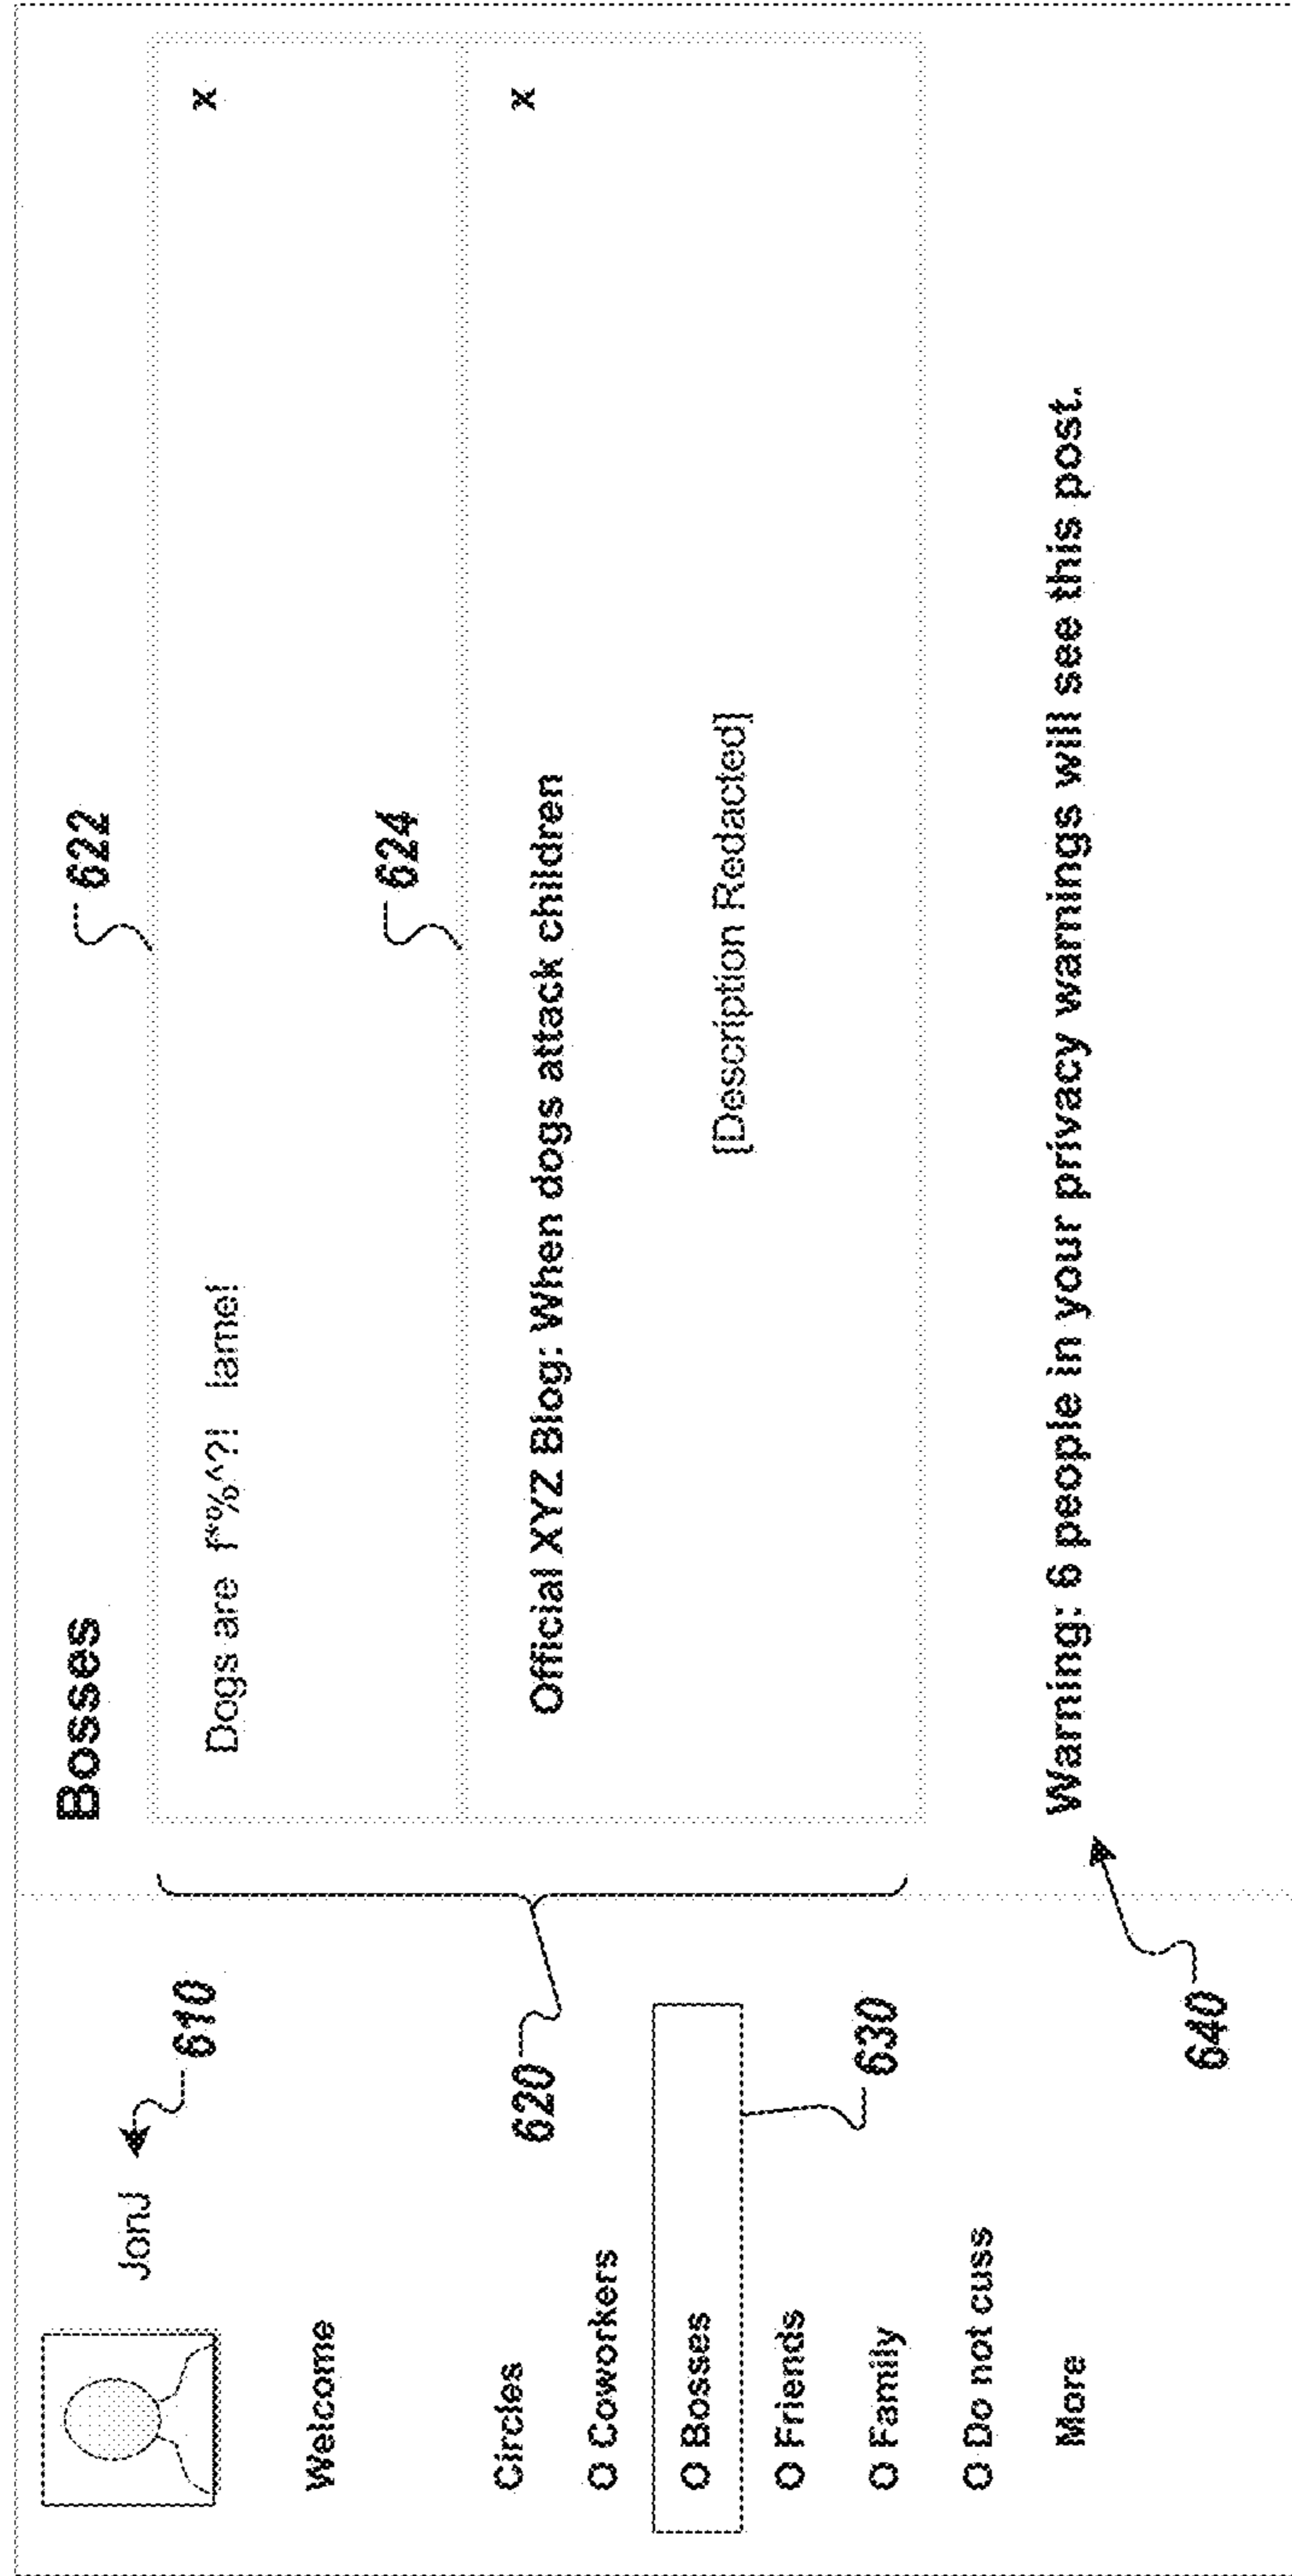 JonJ
610
Welcome
Circles
O Coworkers
O Bosses
O Friends
O Family
O Do not cuss
More
620
630
640
Bosses
622
Dogs are f*%^?! lame!
x
624
Official XYZ Blog: When dogs attack children
x
[Description Redacted]
Warning: 6 people in your privacy warnings will see this post.